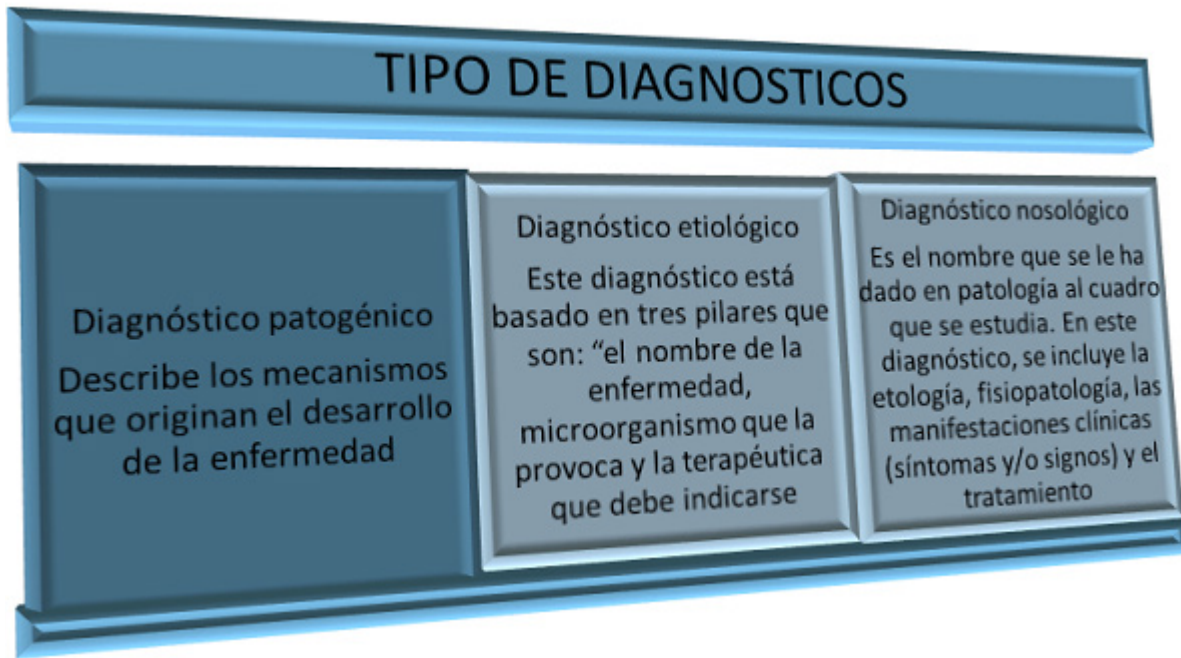 TIPO DE DIAGNOSTICOS
Diagnóstico patogénico
Describe los mecanismos
que originan el desarrollo
de la enfermedad
Diagnóstico etiológico
Este diagnóstico está
basado en tres pilares que
son: “el nombre de la
enfermedad,
microorganismo que la
provoca y la terapéutica
que debe indicarse
Diagnóstico nosológico
Es el nombre que se le ha
dado en patología al cuadro
que se estudia. En este
diagnóstico, se incluye la
etología, fisiopatología, las
manifestaciones clínicas
(síntomas y/o signos) y el
tratamiento